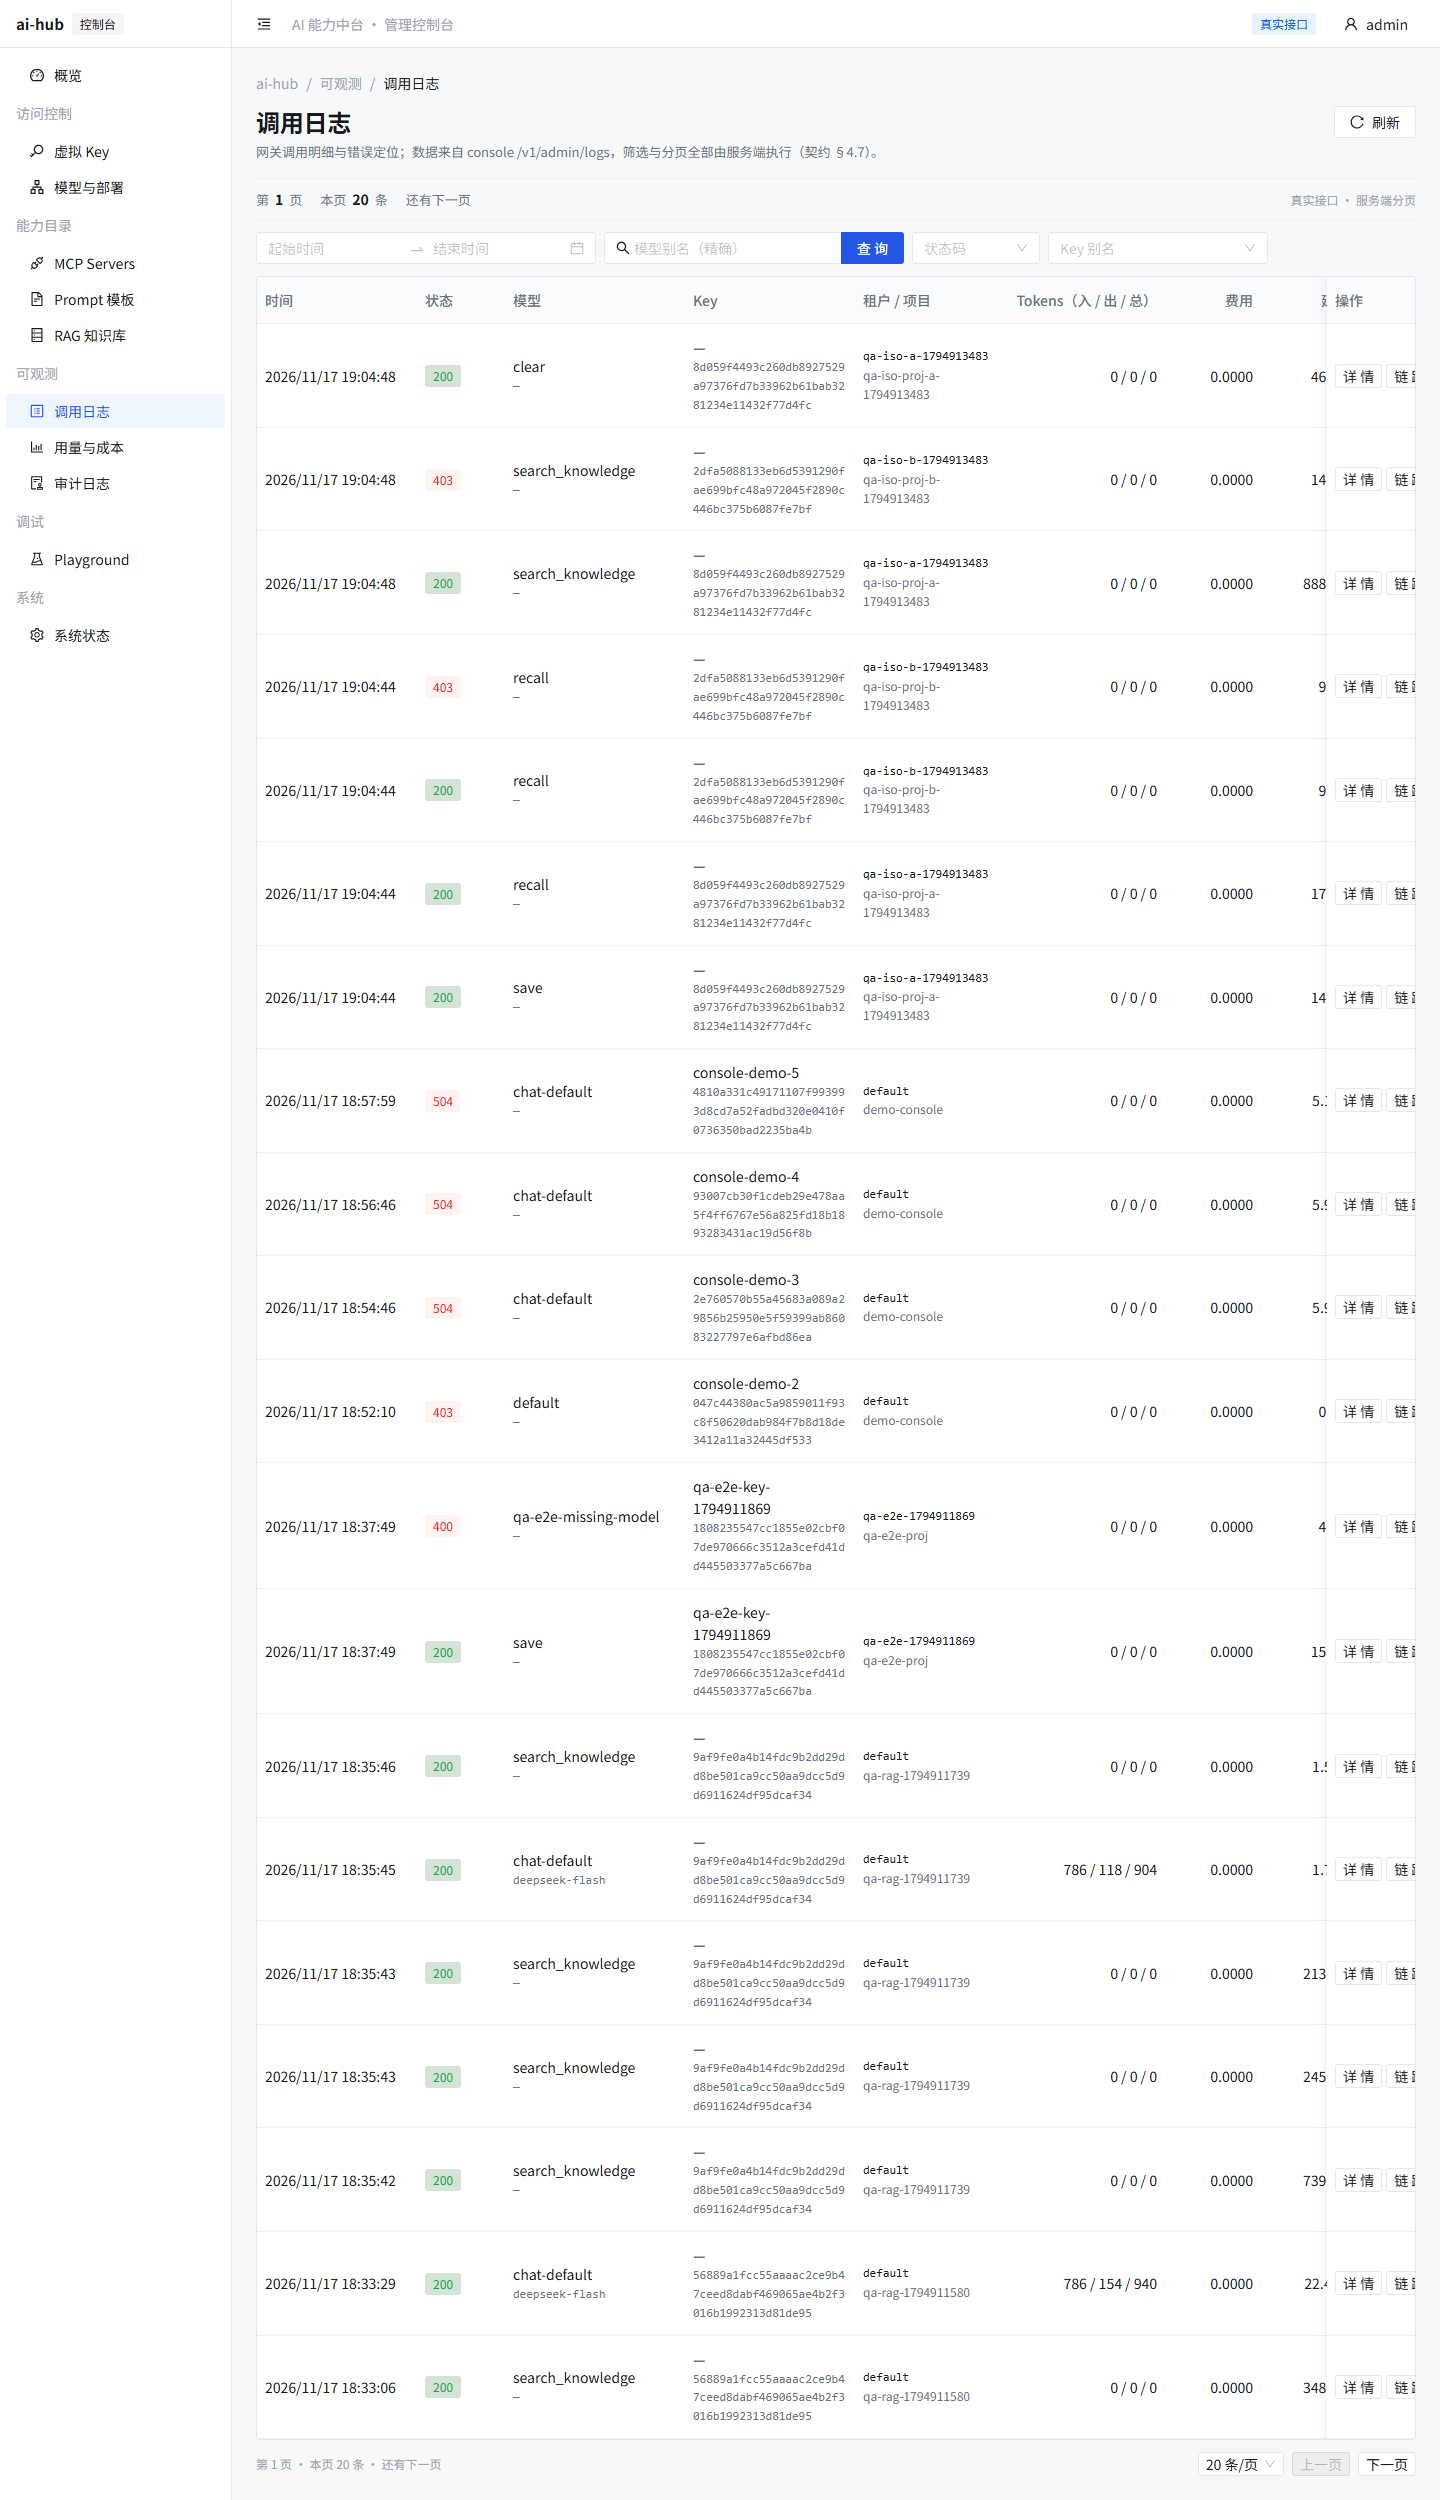 ai-hub 控制台
AI 能力中台 · 管理控制台
真实接口
admin
概览
访问控制
虚拟 Key
模型与部署
能力目录
MCP Servers
Prompt 模板
RAG 知识库
可观测
调用日志
用量与成本
审计日志
调试
Playground
系统
系统状态
ai-hub / 可观测 / 调用日志
调用日志
刷新
网关调用明细与错误定位；数据来自 console /v1/admin/logs，筛选与分页全部由服务端执行（契约 §4.7）。
第 1 页 本页 20 条 还有下一页
真实接口 · 服务端分页
起始时间 → 结束时间
模型别名（精确）
查 询
状态码
Key 别名
时间 状态 模型 Key 租户 / 项目 Tokens（入 / 出 / 总） 费用 操作
2026/11/17 19:04:48 200 clear
–
—
8d059f4493c260db8927529
a97376fd7b33962b61bab32
81234e11432f77d4fc
qa-iso-a-1794913483
qa-iso-proj-a-
1794913483
0 / 0 / 0 0.0000 46 详 情 链
2026/11/17 19:04:48 403 search_knowledge
–
—
2dfa5088133eb6d5391290f
ae699bfc48a972045f2890c
446bc375b6087fe7bf
qa-iso-b-1794913483
qa-iso-proj-b-
1794913483
0 / 0 / 0 0.0000 14 详 情 链
2026/11/17 19:04:48 200 search_knowledge
–
—
8d059f4493c260db8927529
a97376fd7b33962b61bab32
81234e11432f77d4fc
qa-iso-a-1794913483
qa-iso-proj-a-
1794913483
0 / 0 / 0 0.0000 888 详 情 链
2026/11/17 19:04:44 403 recall
–
—
2dfa5088133eb6d5391290f
ae699bfc48a972045f2890c
446bc375b6087fe7bf
qa-iso-b-1794913483
qa-iso-proj-b-
1794913483
0 / 0 / 0 0.0000 9 详 情 链
2026/11/17 19:04:44 200 recall
–
—
2dfa5088133eb6d5391290f
ae699bfc48a972045f2890c
446bc375b6087fe7bf
qa-iso-b-1794913483
qa-iso-proj-b-
1794913483
0 / 0 / 0 0.0000 9 详 情 链
2026/11/17 19:04:44 200 recall
–
—
8d059f4493c260db8927529
a97376fd7b33962b61bab32
81234e11432f77d4fc
qa-iso-a-1794913483
qa-iso-proj-a-
1794913483
0 / 0 / 0 0.0000 17 详 情 链
2026/11/17 19:04:44 200 save
–
—
8d059f4493c260db8927529
a97376fd7b33962b61bab32
81234e11432f77d4fc
qa-iso-a-1794913483
qa-iso-proj-a-
1794913483
0 / 0 / 0 0.0000 14 详 情 链
2026/11/17 18:57:59 504 chat-default
–
console-demo-5
4810a331c49171107f99399
3d8cd7a52fadbd320e0410f
0736350bad2235ba4b
default
demo-console
0 / 0 / 0 0.0000 5. 详 情 链
2026/11/17 18:56:46 504 chat-default
–
console-demo-4
93007cb30f1cdeb29e478aa
5f4ff6767e56a825fd18b18
93283431ac19d56f8b
default
demo-console
0 / 0 / 0 0.0000 5.9 详 情 链
2026/11/17 18:54:46 504 chat-default
–
console-demo-3
2e760570b55a45683a089a2
9856b25950e5f59399ab860
83227797e6afbd86ea
default
demo-console
0 / 0 / 0 0.0000 5.9 详 情 链
2026/11/17 18:52:10 403 default
–
console-demo-2
047c44380ac5a9859011f93
c8f50620dab984f7b8d18de
3412a11a32445df533
default
demo-console
0 / 0 / 0 0.0000 0 详 情 链
2026/11/17 18:37:49 400 qa-e2e-missing-model
–
qa-e2e-key-
1794911869
1808235547cc1855e02cbf0
7de970666c3512a3cefd41d
d445503377a5c667ba
qa-e2e-1794911869
qa-e2e-proj
0 / 0 / 0 0.0000 4 详 情 链
2026/11/17 18:37:49 200 save
–
qa-e2e-key-
1794911869
1808235547cc1855e02cbf0
7de970666c3512a3cefd41d
d445503377a5c667ba
qa-e2e-1794911869
qa-e2e-proj
0 / 0 / 0 0.0000 15 详 情 链
2026/11/17 18:35:46 200 search_knowledge
–
—
9af9fe0a4b14fdc9b2dd29d
d8be501ca9cc50aa9dcc5d9
d6911624df95dcaf34
default
qa-rag-1794911739
0 / 0 / 0 0.0000 1.5 详 情 链
2026/11/17 18:35:45 200 chat-default
deepseek-flash
—
9af9fe0a4b14fdc9b2dd29d
d8be501ca9cc50aa9dcc5d9
d6911624df95dcaf34
default
qa-rag-1794911739
786 / 118 / 904 0.0000 1.7 详 情 链
2026/11/17 18:35:43 200 search_knowledge
–
—
9af9fe0a4b14fdc9b2dd29d
d8be501ca9cc50aa9dcc5d9
d6911624df95dcaf34
default
qa-rag-1794911739
0 / 0 / 0 0.0000 213 详 情 链
2026/11/17 18:35:43 200 search_knowledge
–
—
9af9fe0a4b14fdc9b2dd29d
d8be501ca9cc50aa9dcc5d9
d6911624df95dcaf34
default
qa-rag-1794911739
0 / 0 / 0 0.0000 245 详 情 链
2026/11/17 18:35:42 200 search_knowledge
–
—
9af9fe0a4b14fdc9b2dd29d
d8be501ca9cc50aa9dcc5d9
d6911624df95dcaf34
default
qa-rag-1794911739
0 / 0 / 0 0.0000 739 详 情 链
2026/11/17 18:33:29 200 chat-default
deepseek-flash
—
56889a1fcc55aaaac2ce9b4
7ceed8dabf469065ae4b2f3
016b1992313d81de95
default
qa-rag-1794911580
786 / 154 / 940 0.0000 22.4 详 情 链
2026/11/17 18:33:06 200 search_knowledge
–
—
56889a1fcc55aaaac2ce9b4
7ceed8dabf469065ae4b2f3
016b1992313d81de95
default
qa-rag-1794911580
0 / 0 / 0 0.0000 348 详 情 链
第 1 页 · 本页 20 条 · 还有下一页
20 条/页
上一页
下一页